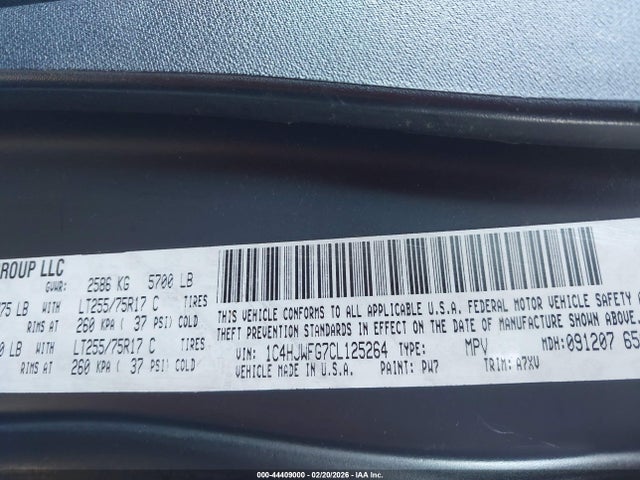 ROUP LLC
GVWR: 2586 KG 5700 LB
75 LB WITH LT255/75R17 C TIRES
RIMS AT 260 KPA ( 37 PSI) COLD
0 LB WITH LT255/75R17 C TIRES
RIMS AT 260 KPA ( 37 PSI) COLD
THIS VEHICLE CONFORMS TO ALL APPLICABLE U.S.A. FEDERAL MOTOR VEHICLE SAFETY
THEFT PREVENTION STANDARDS IN EFFECT ON THE DATE OF MANUFACTURE SHOWN ABOVE.
VIN: 1C4HJWFG7CL125264 TYPE: MPV MDH: 091207 65
VEHICLE MADE IN U.S.A. PAINT: PW7 TRIM: A7XV
000-44409000 - 02/20/2026 - IAA Inc.